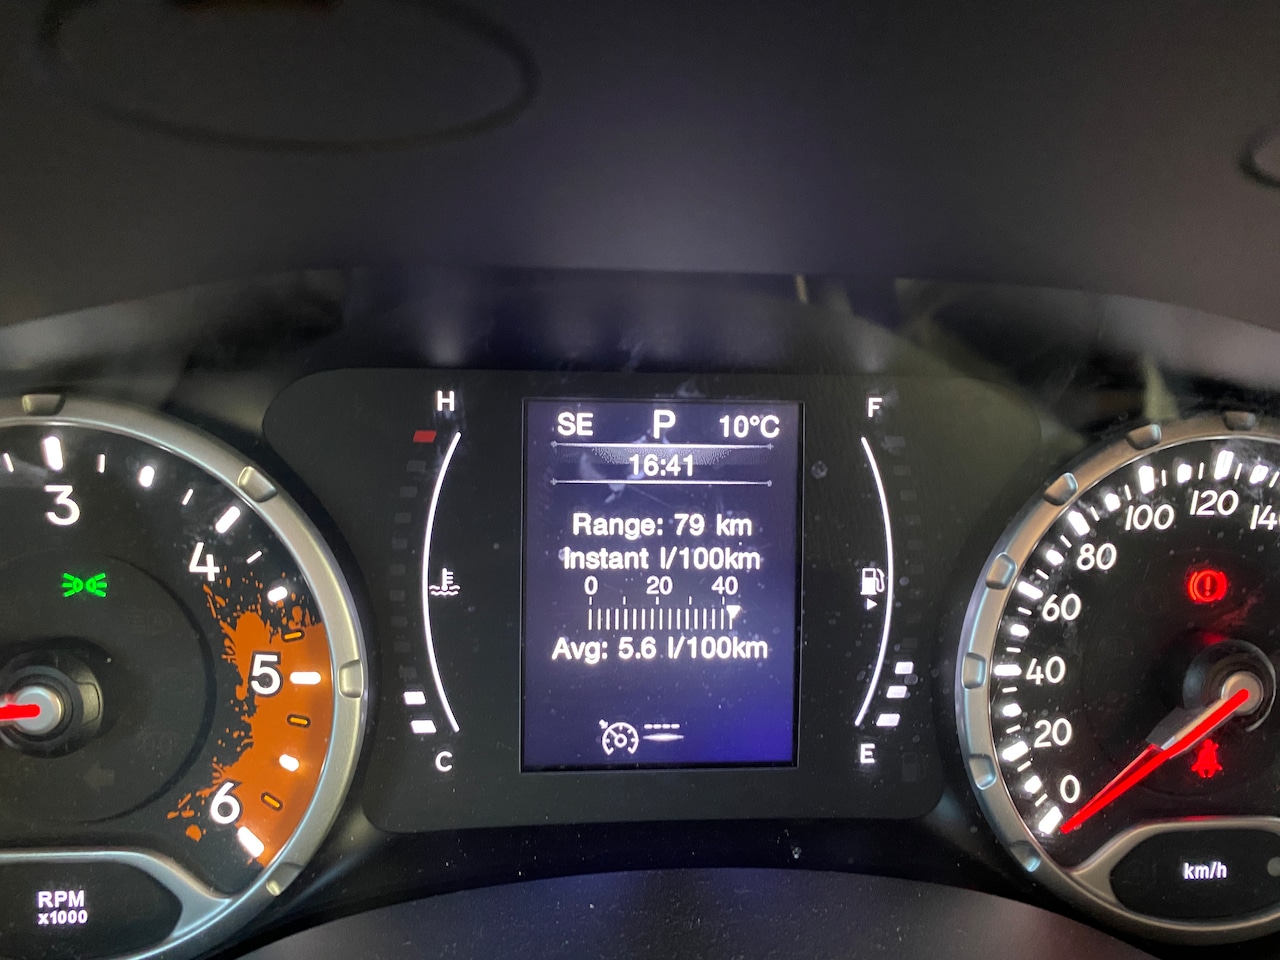 H
F
SE P 10°C
16:41
Range: 79 km
Instant l/100km
0 20 40
Avg: 5.6 l/100km
C
E
3
4
5
6
RPM
x1000
0
20
40
60
80
100
120
km/h